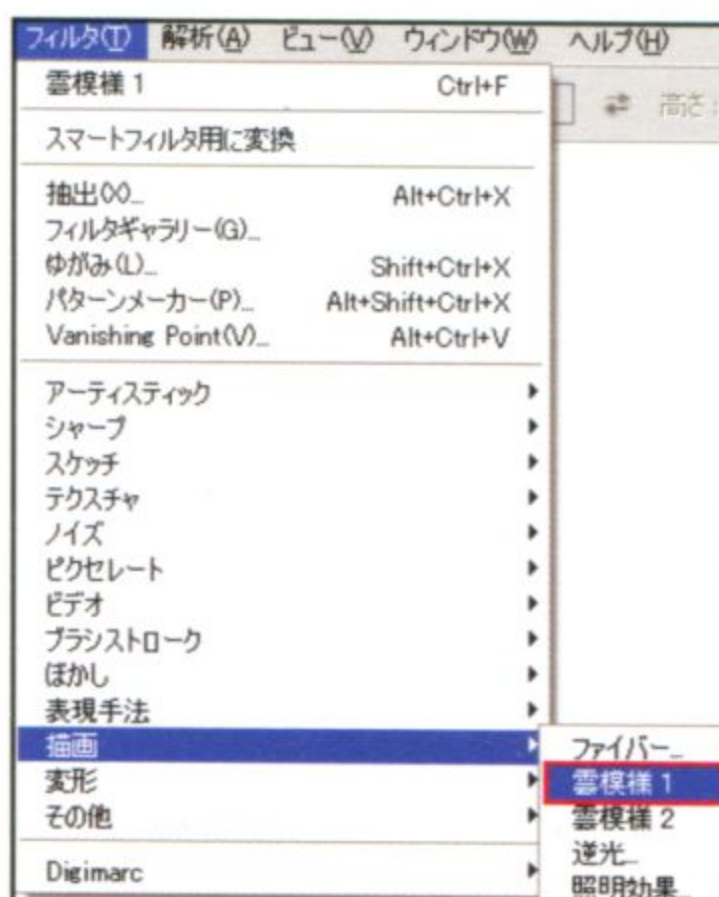 フィルタ(T) 解析(A) ビュー(V) ウィンドウ(W) ヘルプ(H)
雲模様 1 Ctrl+F
高さ:
スマートフィルタ用に変換
抽出(X)... Alt+Ctrl+X
フィルタギャラリー(G)...
ゆがみ(L)... Shift+Ctrl+X
パターンメーカー(P)... Alt+Shift+Ctrl+X
Vanishing Point(V)... Alt+Ctrl+V
アーティスティック
シャープ
スケッチ
テクスチャ
ノイズ
ピクセレート
ビデオ
ブラシストローク
ぼかし
表現手法
描画
変形
その他
Digimarc
ファイバー...
雲模様 1
雲模様 2
逆光...
照明効果...